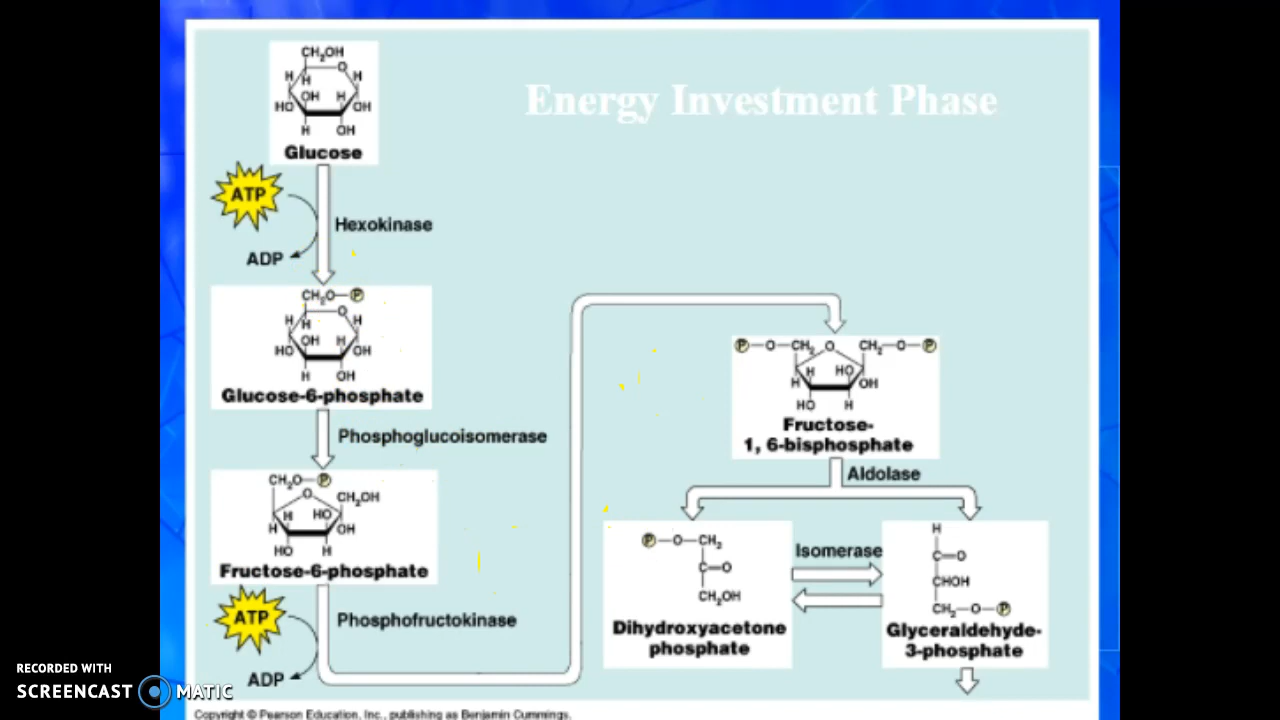 Energy Investment Phase
CH₂OH
O
H
H
H
OH
H
HO
OH
H
OH
Glucose
ATP
Hexokinase
ADP
CH₂O—P
O
H
H
H
OH
H
HO
OH
H
OH
Glucose-6-phosphate
Phosphoglucoisomerase
CH₂O—P
O
CH₂OH
H
HO
H
OH
HO
H
Fructose-6-phosphate
ATP
Phosphofructokinase
ADP
P—O—CH₂
O
CH₂—O—P
H
HO
H
OH
HO
H
Fructose-
1, 6-bisphosphate
Aldolase
P—O—CH₂
C—O
CH₂OH
Dihydroxyacetone
phosphate
Isomerase
H
C—O
CHOH
CH₂—O—P
Glyceraldehyde-
3-phosphate
RECORDED WITH
SCREENCAST MATIC
Copyright © Pearson Education, Inc., publishing as Benjamin Cummings.